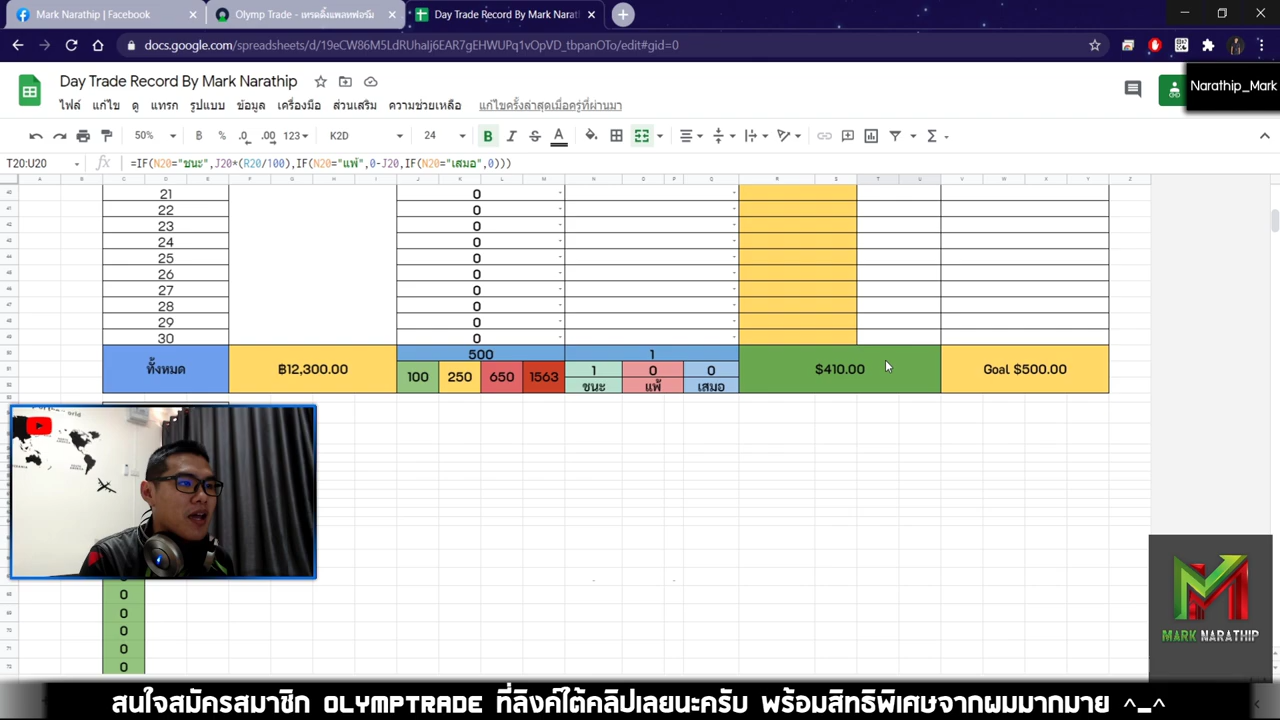 Mark Narathip | Facebook
Olymp Trade - เทรดดิ้งแพลทฟอร์ม
Day Trade Record By Mark Narat
docs.google.com/spreadsheets/d/19eCW86M5LdRUhaIj6EAR7gEHWUPq1vOpVD_tbpanOTo/edit#gid=0
Day Trade Record By Mark Narathip
Narathip_Mark
ไฟล์ แก้ไข ดู แทรก รูปแบบ ข้อมูล เครื่องมือ ส่วนเสริม ความช่วยเหลือ แก้ไขครั้งล่าสุดเมื่อครู่ที่ผ่านมา
50% ฿ % .0 .00 123 K2D 24 B I S A
T20:U20 fx =IF(N20="ชนะ",J20*(R20/100),IF(N20="แพ้",0-J20,IF(N20="เสมอ",0)))
21 0
22 0
23 0
24 0
25 0
26 0
27 0
28 0
29 0
30 0
ทั้งหมด ฿12,300.00 500 1 $410.00 Goal $500.00
100 250 650 1563 1 0 0
ชนะ แพ้ เสมอ
0
0
0
0
0
MARK NARATHIP
สนใจสมัครสมาชิก OLYMPTRADE ที่ลิงค์ใต้คลิปเลยนะครับ พร้อมสิทธิพิเศษจากผมมากมาย ^_^